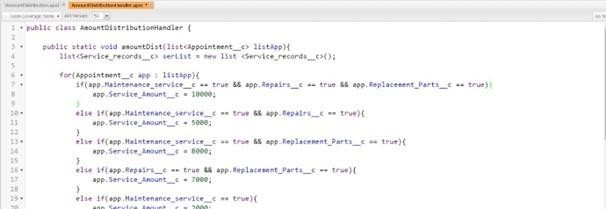 AmountDistribution.apxt × AmountDistributionHandler.apxc * ×
Code Coverage: None ▾ API Version: 50 ▾ Go To
1 ▾ public class AmountDistributionHandler {
2
3 ▾ public static void amountDist(list<Appointment__c> listApp){
4 list<Service_records__c> serList = new list <Service_records__c>();
5
6 ▾ for(Appointment__c app : listApp){
7 ▾ if(app.Maintenance_service__c == true && app.Repairs__c == true && app.Replacement_Parts__c == true){
8 app.Service_Amount__c = 10000;
9 }
10 ▾ else if(app.Maintenance_service__c == true && app.Repairs__c == true){
11 app.Service_Amount__c = 5000;
12 }
13 ▾ else if(app.Maintenance_service__c == true && app.Replacement_Parts__c == true){
14 app.Service_Amount__c = 8000;
15 }
16 ▾ else if(app.Repairs__c == true && app.Replacement_Parts__c == true){
17 app.Service_Amount__c = 7000;
18 }
19 ▾ else if(app.Maintenance_service__c == true){
20 app.Service_Amount__c = 2000;